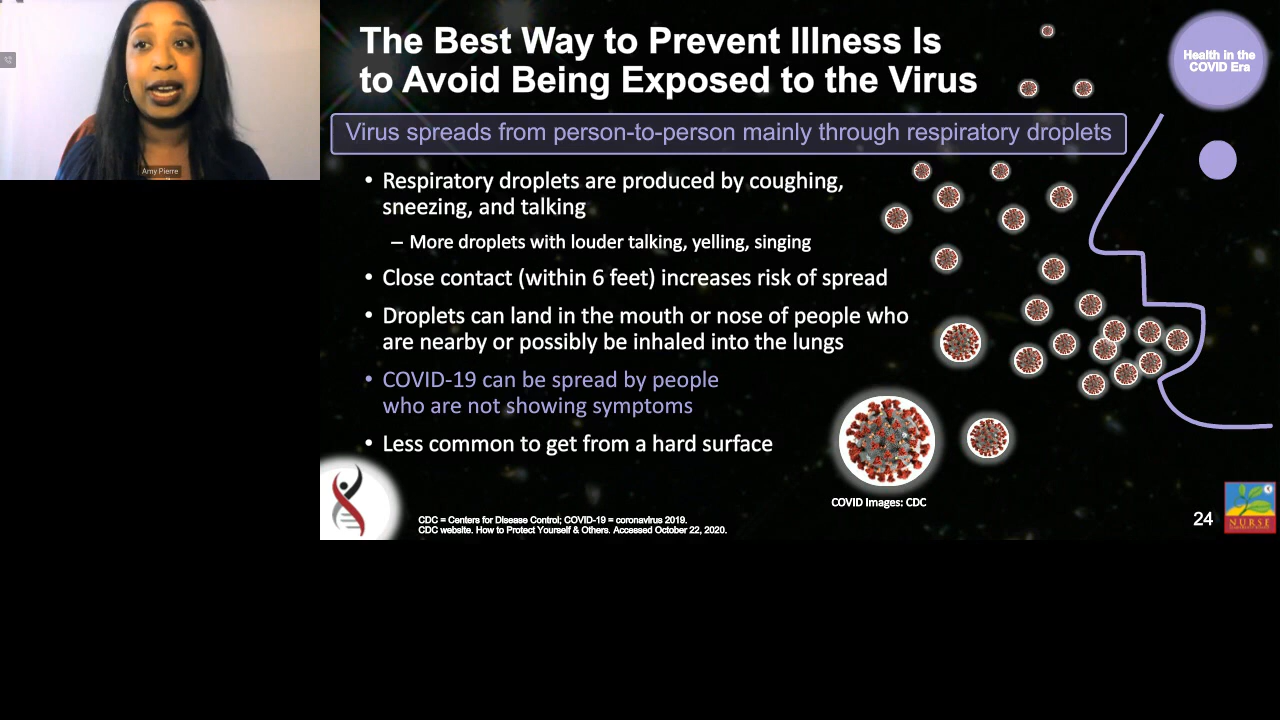 Amy Pierre
The Best Way to Prevent Illness Is
to Avoid Being Exposed to the Virus
Health in the
COVID Era
Virus spreads from person-to-person mainly through respiratory droplets
• Respiratory droplets are produced by coughing,
sneezing, and talking
– More droplets with louder talking, yelling, singing
• Close contact (within 6 feet) increases risk of spread
• Droplets can land in the mouth or nose of people who
are nearby or possibly be inhaled into the lungs
• COVID-19 can be spread by people
who are not showing symptoms
• Less common to get from a hard surface
COVID Images: CDC
CDC = Centers for Disease Control; COVID-19 = coronavirus 2019.
CDC website. How to Protect Yourself & Others. Accessed October 22, 2020.
24
NURSE